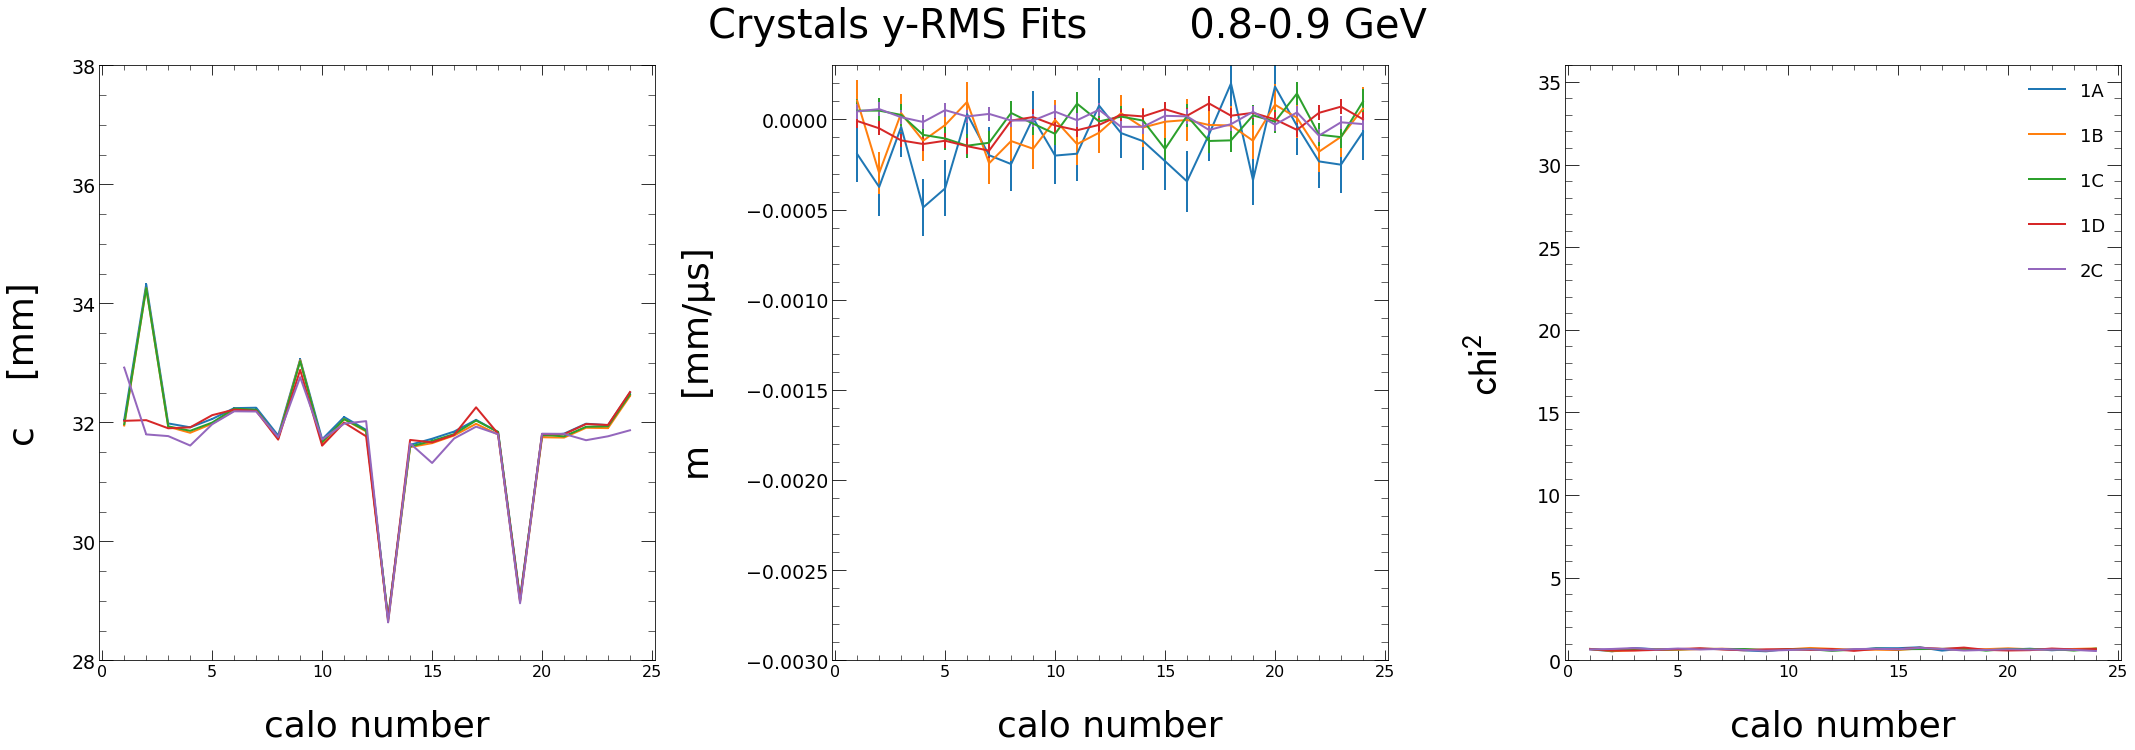 Crystals y-RMS Fits 0.8-0.9 GeV
c [mm]
38
36
34
32
30
28
0 5 10 15 20 25
calo number
m [mm/μs]
0.0000
−0.0005
−0.0010
−0.0015
−0.0020
−0.0025
−0.0030
0 5 10 15 20 25
calo number
chi²
35
30
25
20
15
10
5
0
0 5 10 15 20 25
calo number
1A
1B
1C
1D
2C